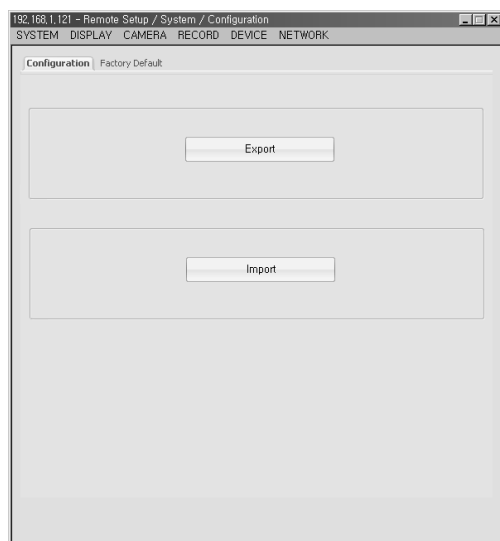 192,168,1,121 - Remote Setup / System / Configuration
SYSTEM DISPLAY CAMERA RECORD DEVICE NETWORK
Configuration Factory Default
Export
Import